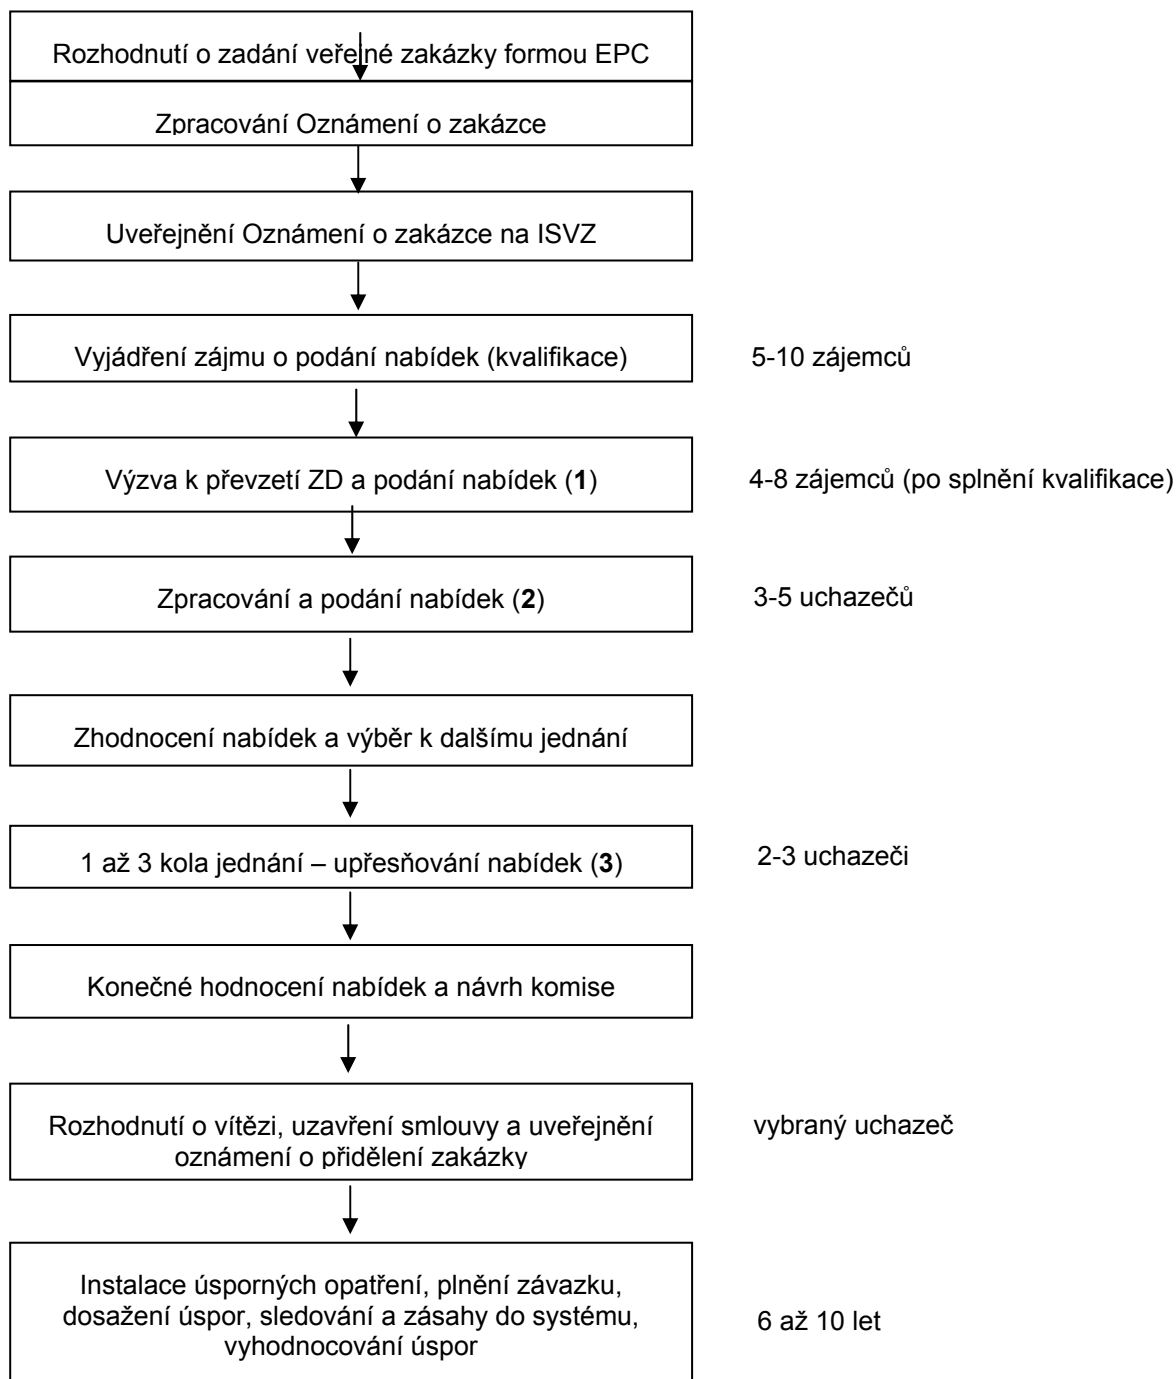 Rozhodnutí o zadání veřejné zakázky formou EPC
Zpracování Oznámení o zakázce
Uveřejnění Oznámení o zakázce na ISVZ
Vyjádření zájmu o podání nabídek (kvalifikace)
5-10 zájemců
Výzva k převzetí ZD a podání nabídek (1)
4-8 zájemců (po splnění kvalifikace)
Zpracování a podání nabídek (2)
3-5 uchazečů
Zhodnocení nabídek a výběr k dalšímu jednání
1 až 3 kola jednání – upřesňování nabídek (3)
2-3 uchazeči
Konečné hodnocení nabídek a návrh komise
Rozhodnutí o vítězi, uzavření smlouvy a uveřejnění
oznámení o přidělení zakázky
vybraný uchazeč
Instalace úsporných opatření, plnění závazku,
dosažení úspor, sledování a zásahy do systému,
vyhodnocování úspor
6 až 10 let